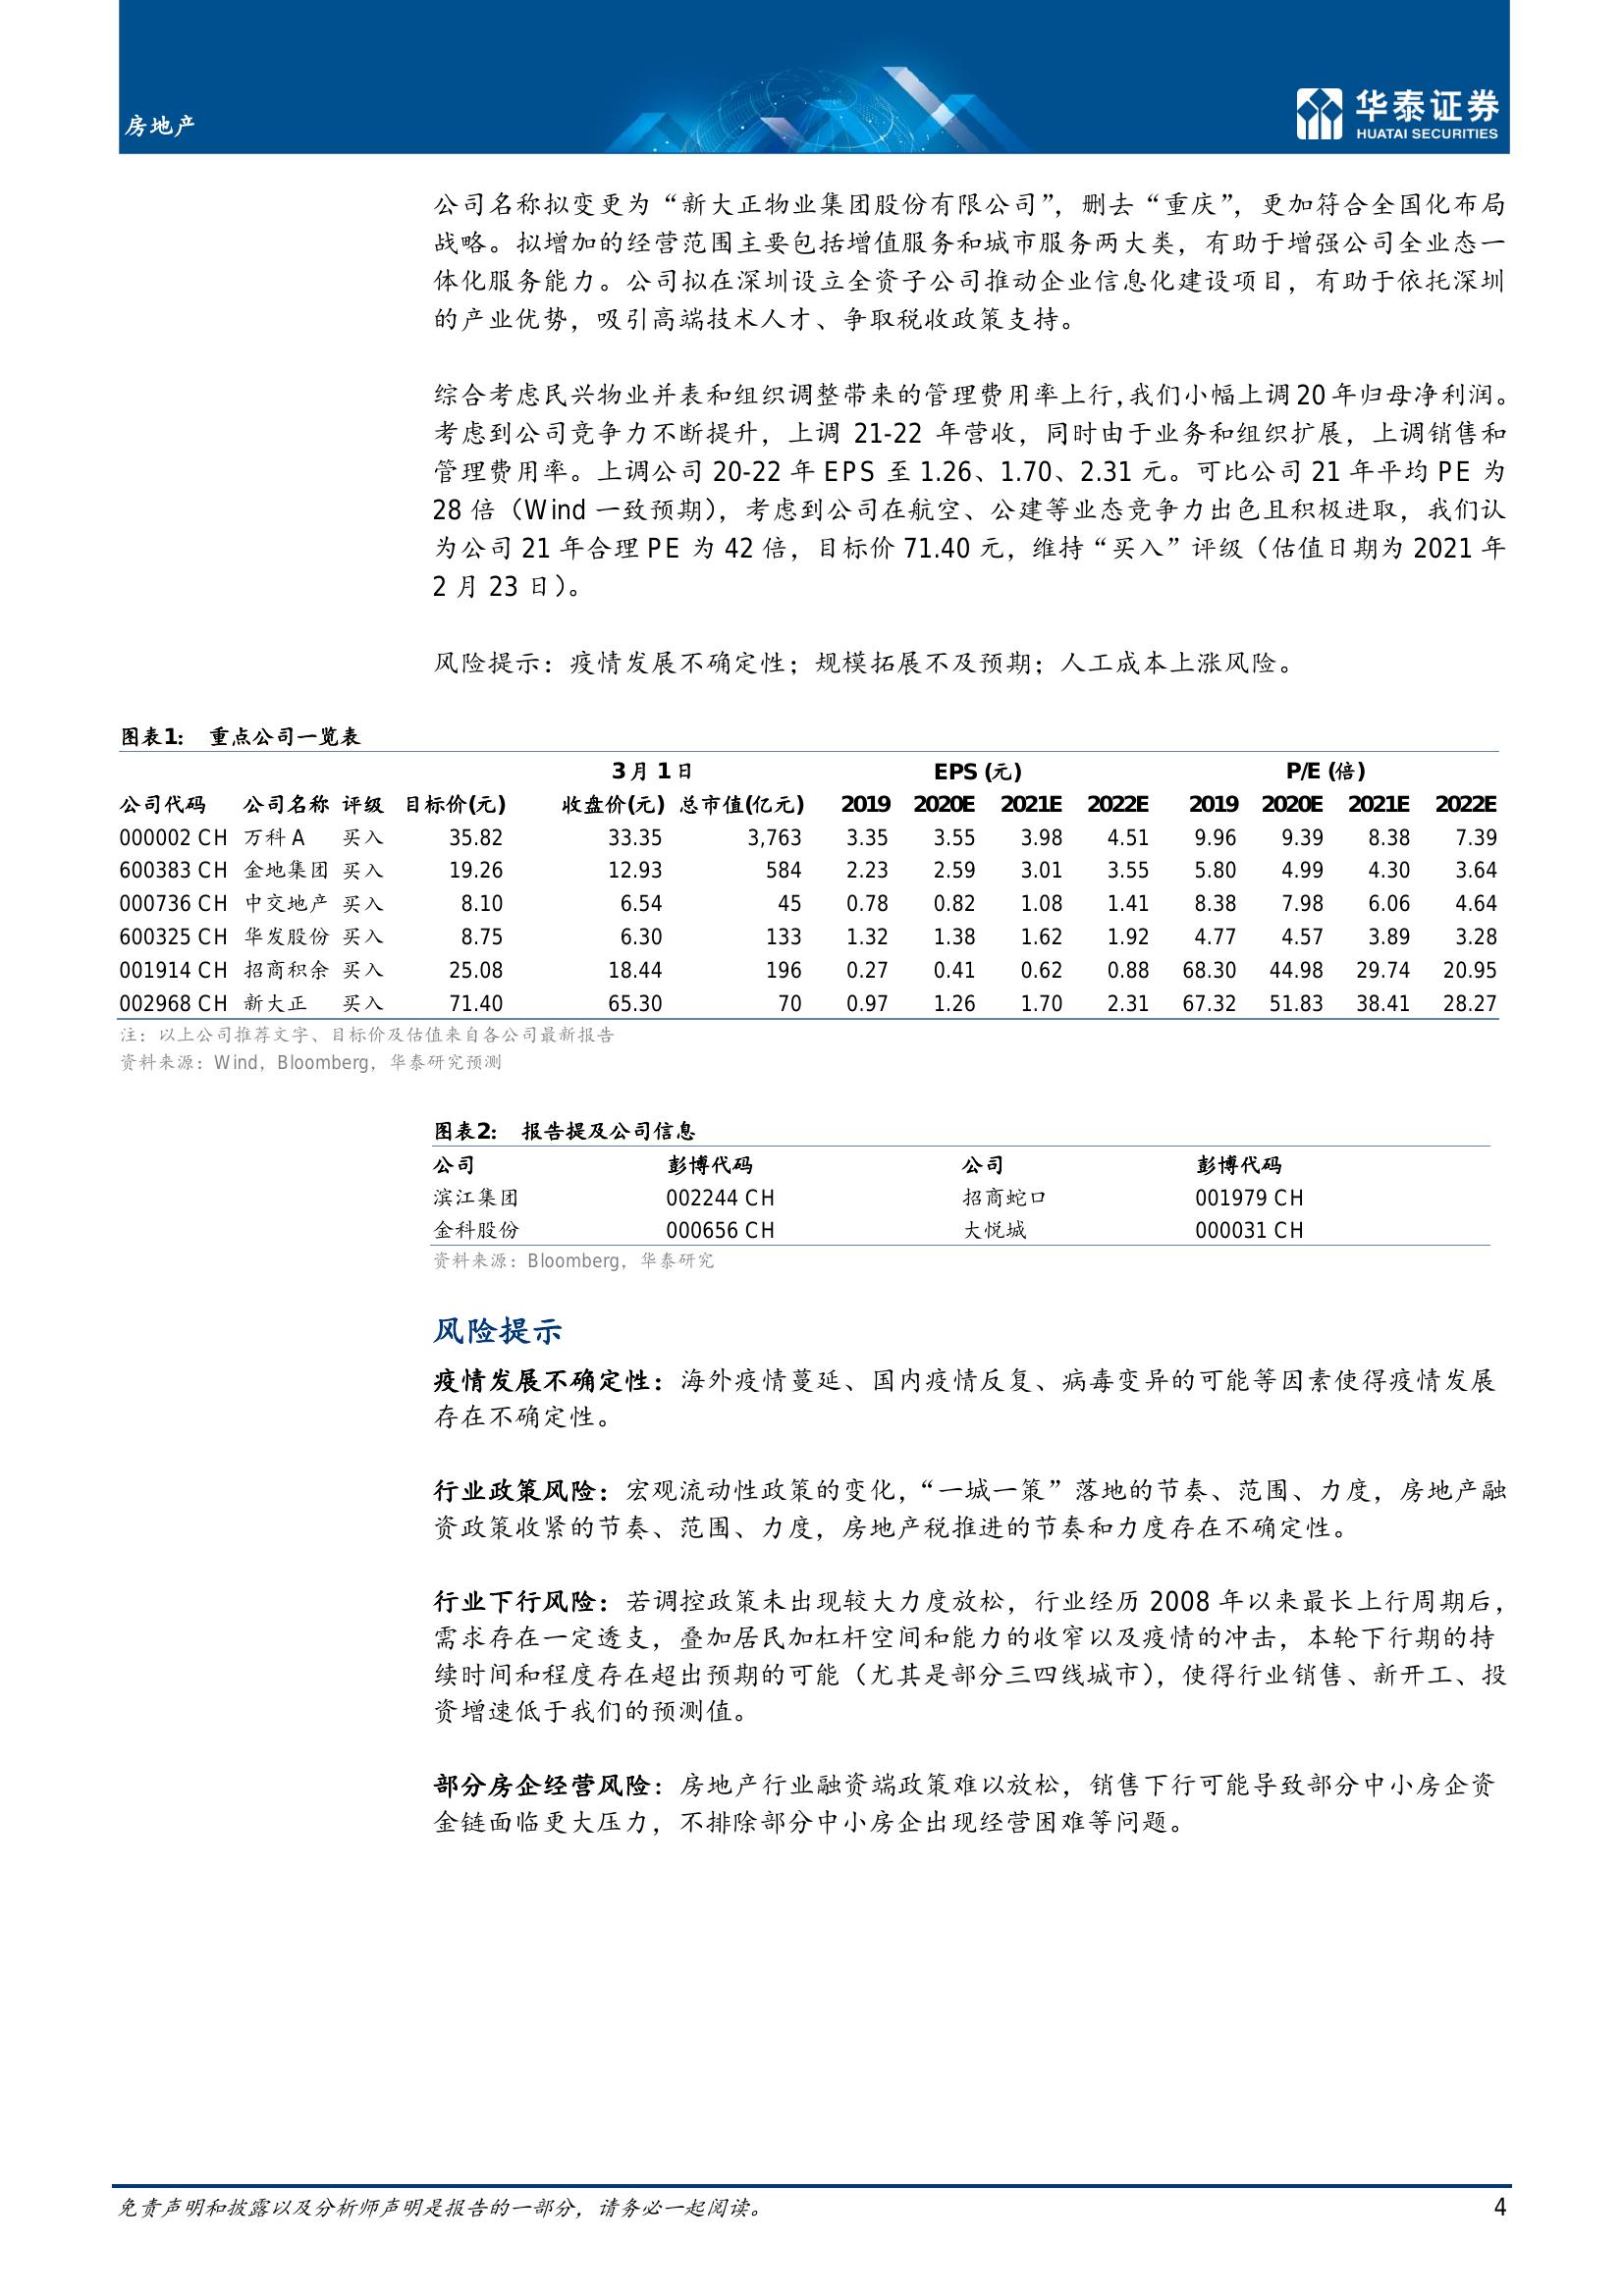 房地产
华泰证券
HUATAI SECURITIES
公司名称拟变更为“新大正物业集团股份有限公司”，删去“重庆”，更加符合全国化布局
战略。拟增加的经营范围主要包括增值服务和城市服务两大类，有助于增强公司全业态一
体化服务能力。公司拟在深圳设立全资子公司推动企业信息化建设项目，有助于依托深圳
的产业优势，吸引高端技术人才、争取税收政策支持。
综合考虑民兴物业并表和组织调整带来的管理费用率上行，我们小幅上调 20 年归母净利润。
考虑到公司竞争力不断提升，上调 21-22 年营收，同时由于业务和组织扩展，上调销售和
管理费用率。上调公司 20-22 年 EPS 至 1.26、1.70、2.31 元。可比公司 21 年平均 PE 为
28 倍（Wind 一致预期），考虑到公司在航空、公建等业态竞争力出色且积极进取，我们认
为公司 21 年合理 PE 为 42 倍，目标价 71.40 元，维持“买入”评级（估值日期为 2021 年
2 月 23 日）。
风险提示：疫情发展不确定性；规模拓展不及预期；人工成本上涨风险。
图表1： 重点公司一览表
3 月 1 日 EPS (元) P/E (倍)
公司代码 公司名称 评级 目标价(元) 收盘价(元) 总市值(亿元) 2019 2020E 2021E 2022E 2019 2020E 2021E 2022E
000002 CH 万科 A 买入 35.82 33.35 3,763 3.35 3.55 3.98 4.51 9.96 9.39 8.38 7.39
600383 CH 金地集团 买入 19.26 12.93 584 2.23 2.59 3.01 3.55 5.80 4.99 4.30 3.64
000736 CH 中交地产 买入 8.10 6.54 45 0.78 0.82 1.08 1.41 8.38 7.98 6.06 4.64
600325 CH 华发股份 买入 8.75 6.30 133 1.32 1.38 1.62 1.92 4.77 4.57 3.89 3.28
001914 CH 招商积余 买入 25.08 18.44 196 0.27 0.41 0.62 0.88 68.30 44.98 29.74 20.95
002968 CH 新大正 买入 71.40 65.30 70 0.97 1.26 1.70 2.31 67.32 51.83 38.41 28.27
注：以上公司推荐文字、目标价及估值来自各公司最新报告
资料来源：Wind，Bloomberg，华泰研究预测
图表2： 报告提及公司信息
公司 彭博代码 公司 彭博代码
滨江集团 002244 CH 招商蛇口 001979 CH
金科股份 000656 CH 大悦城 000031 CH
资料来源：Bloomberg，华泰研究
风险提示
疫情发展不确定性：海外疫情蔓延、国内疫情反复、病毒变异的可能等因素使得疫情发展
存在不确定性。
行业政策风险：宏观流动性政策的变化，“一城一策”落地的节奏、范围、力度，房地产融
资政策收紧的节奏、范围、力度，房地产税推进的节奏和力度存在不确定性。
行业下行风险：若调控政策未出现较大力度放松，行业经历 2008 年以来最长上行周期后，
需求存在一定透支，叠加居民加杠杆空间和能力的收窄以及疫情的冲击，本轮下行期的持
续时间和程度存在超出预期的可能（尤其是部分三四线城市），使得行业销售、新开工、投
资增速低于我们的预测值。
部分房企经营风险：房地产行业融资端政策难以放松，销售下行可能导致部分中小房企资
金链面临更大压力，不排除部分中小房企出现经营困难等问题。
免责声明和披露以及分析师声明是报告的一部分，请务必一起阅读。 4